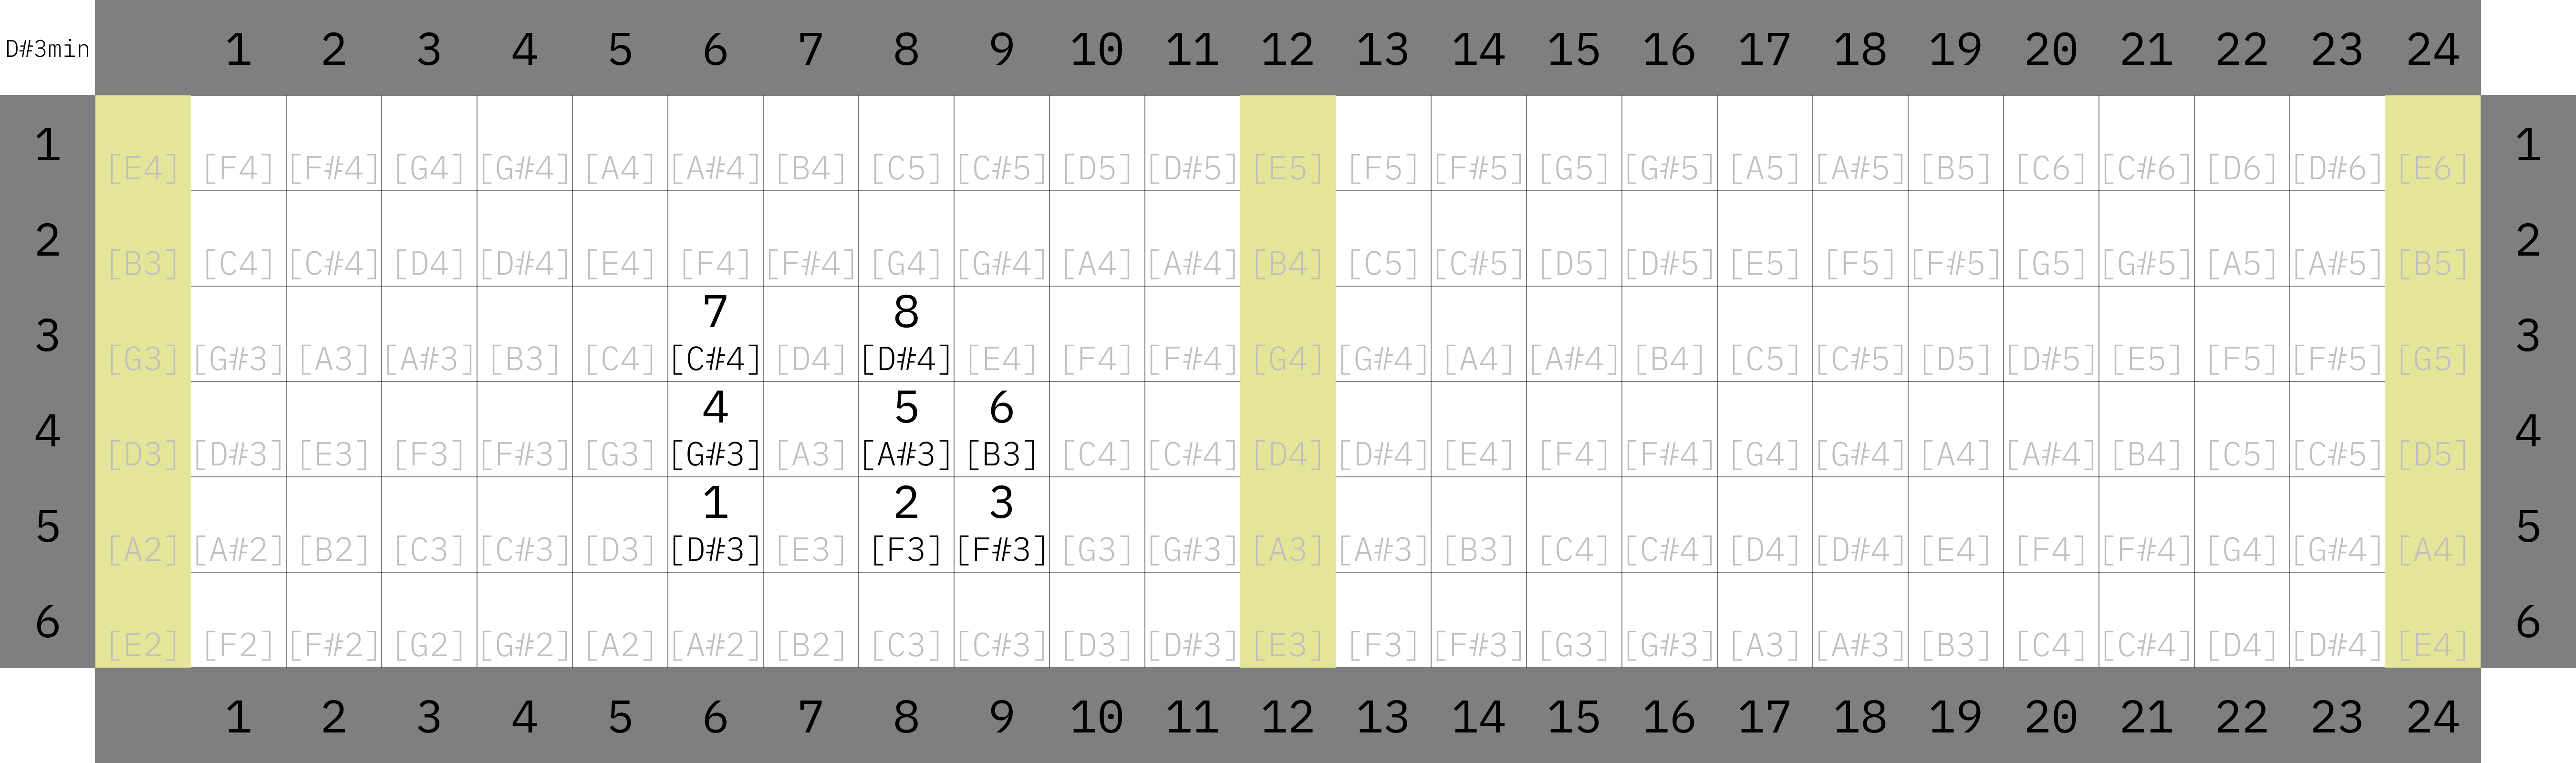 D#3min 1 2 3 4 5 6 7 8 9 10 11 12 13 14 15 16 17 18 19 20 21 22 23 24
1 [E4] [F4] [F#4] [G4] [G#4] [A4] [A#4] [B4] [C5] [C#5] [D5] [D#5] [E5] [F5] [F#5] [G5] [G#5] [A5] [A#5] [B5] [C6] [C#6] [D6] [D#6] [E6] 1
2 [B3] [C4] [C#4] [D4] [D#4] [E4] [F4] [F#4] [G4] [G#4] [A4] [A#4] [B4] [C5] [C#5] [D5] [D#5] [E5] [F5] [F#5] [G5] [G#5] [A5] [A#5] [B5] 2
7 8
3 [G3] [G#3] [A3] [A#3] [B3] [C4] [C#4] [D4] [D#4] [E4] [F4] [F#4] [G4] [G#4] [A4] [A#4] [B4] [C5] [C#5] [D5] [D#5] [E5] [F5] [F#5] [G5] 3
4 5 6
4 [D3] [D#3] [E3] [F3] [F#3] [G3] [G#3] [A3] [A#3] [B3] [C4] [C#4] [D4] [D#4] [E4] [F4] [F#4] [G4] [G#4] [A4] [A#4] [B4] [C5] [C#5] [D5] 4
1 2 3
5 [A2] [A#2] [B2] [C3] [C#3] [D3] [D#3] [E3] [F3] [F#3] [G3] [G#3] [A3] [A#3] [B3] [C4] [C#4] [D4] [D#4] [E4] [F4] [F#4] [G4] [G#4] [A4] 5
6 [E2] [F2] [F#2] [G2] [G#2] [A2] [A#2] [B2] [C3] [C#3] [D3] [D#3] [E3] [F3] [F#3] [G3] [G#3] [A3] [A#3] [B3] [C4] [C#4] [D4] [D#4] [E4] 6
1 2 3 4 5 6 7 8 9 10 11 12 13 14 15 16 17 18 19 20 21 22 23 24